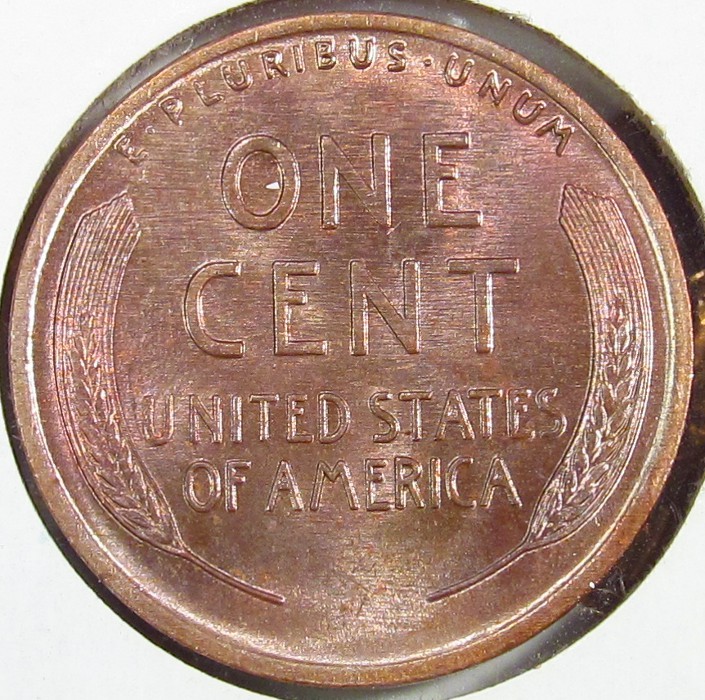 E · PLURIBUS · UNUM
ONE
CENT
UNITED STATES
OF AMERICA